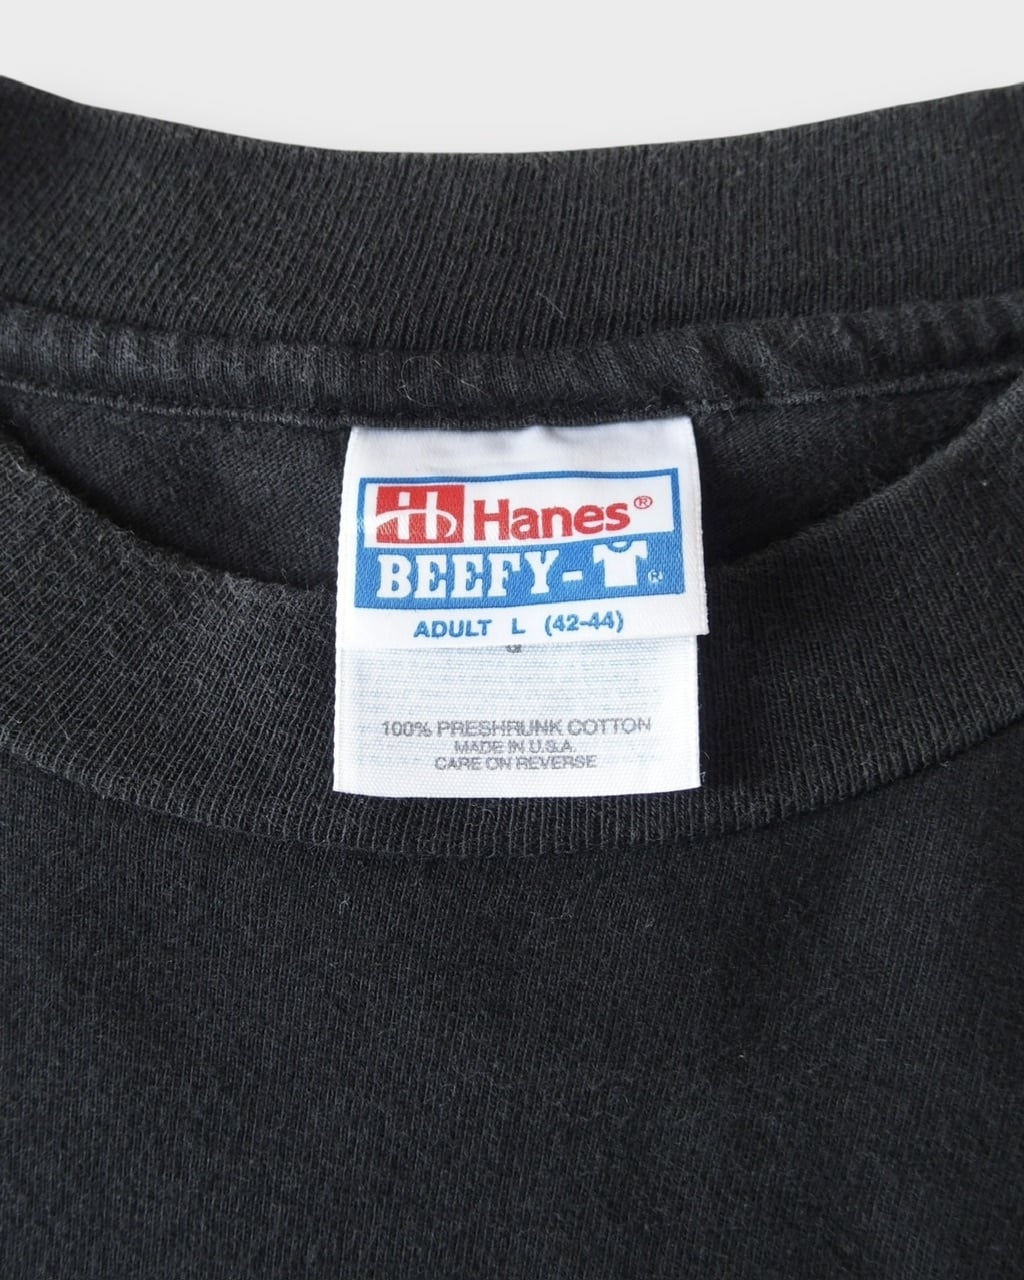 Hanes®
BEEFY-T®
ADULT L (42-44)
G
100% PRESHRUNK COTTON
MADE IN U.S.A.
CARE ON REVERSE